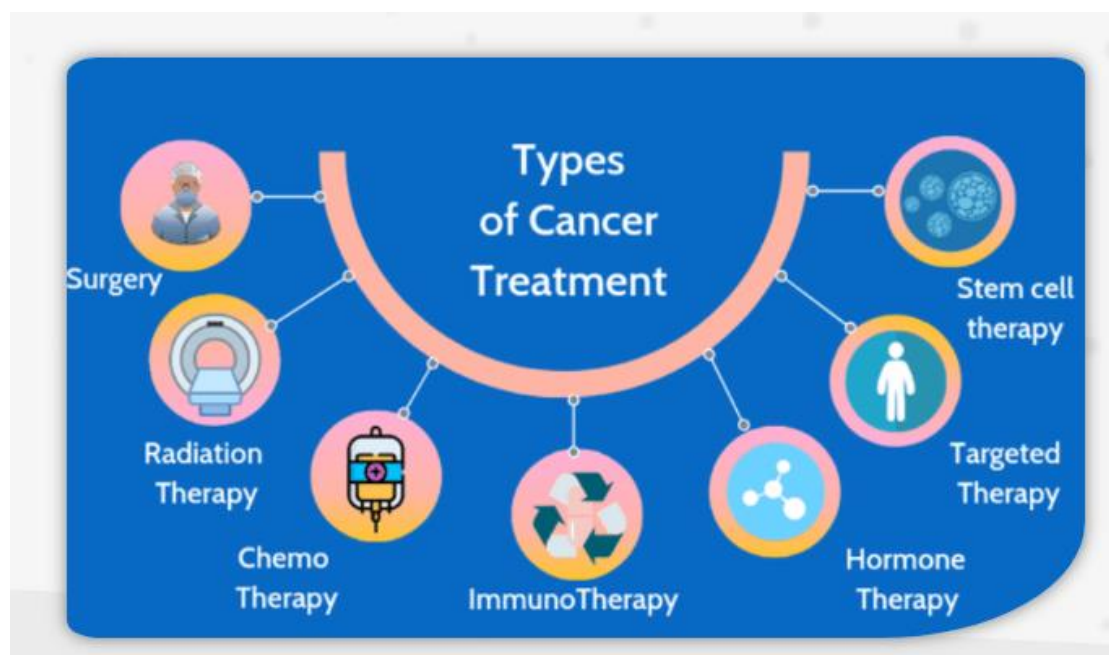 Types
of Cancer
Treatment
Surgery
Radiation
Therapy
Chemo
Therapy
ImmunoTherapy
Hormone
Therapy
Targeted
Therapy
Stem cell
therapy